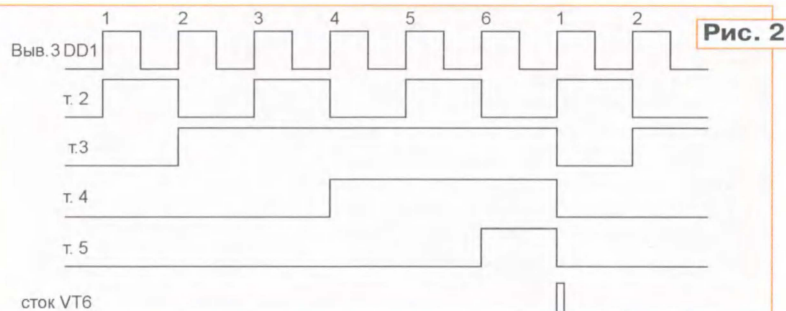 1 2 3 4 5 6 1 2
Рис. 2
Выв. 3 DD1
т. 2
т.3
т. 4
т. 5
сток VT6